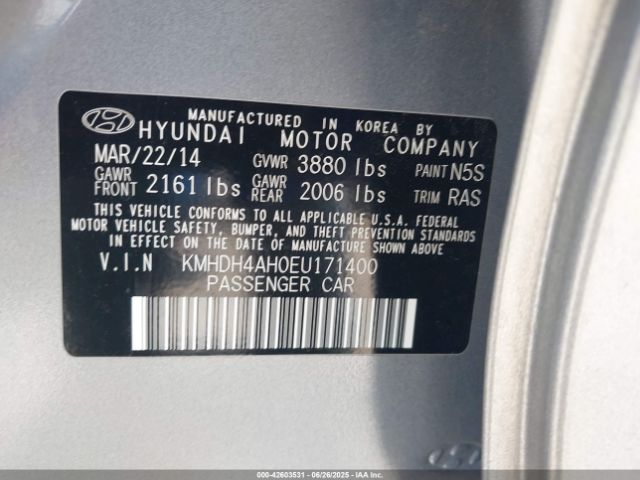 MANUFACTURED IN KOREA BY
HYUNDAI MOTOR COMPANY
MAR/22/14 GVWR 3880 lbs PAINT N5S
GAWR FRONT 2161 lbs GAWR REAR 2006 lbs TRIM RAS
THIS VEHICLE CONFORMS TO ALL APPLICABLE U.S.A. FEDERAL
MOTOR VEHICLE SAFETY, BUMPER, AND THEFT PREVENTION STANDARDS
IN EFFECT ON THE DATE OF MANUFACTURE SHOWN ABOVE.
V.I.N KMHDH4AH0EU171400
PASSENGER CAR
000-42603531 - 06/26/2025 - IAAI.COM